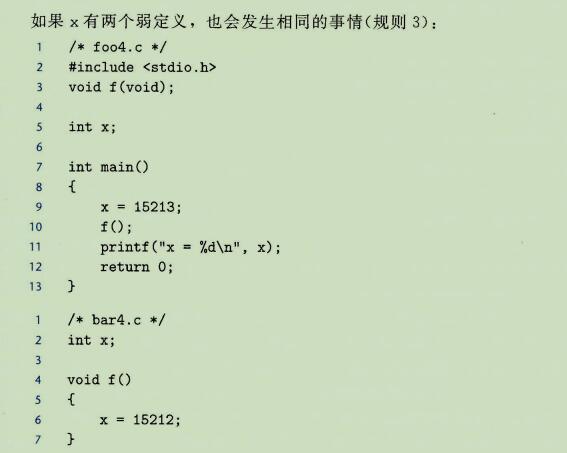 如果 x 有两个弱定义，也会发生相同的事情(规则 3)：
1 /* foo4.c */
2 #include <stdio.h>
3 void f(void);
4
5 int x;
6
7 int main()
8 {
9 x = 15213;
10 f();
11 printf("x = %d\n", x);
12 return 0;
13 }
1 /* bar4.c */
2 int x;
3
4 void f()
5 {
6 x = 15212;
7 }